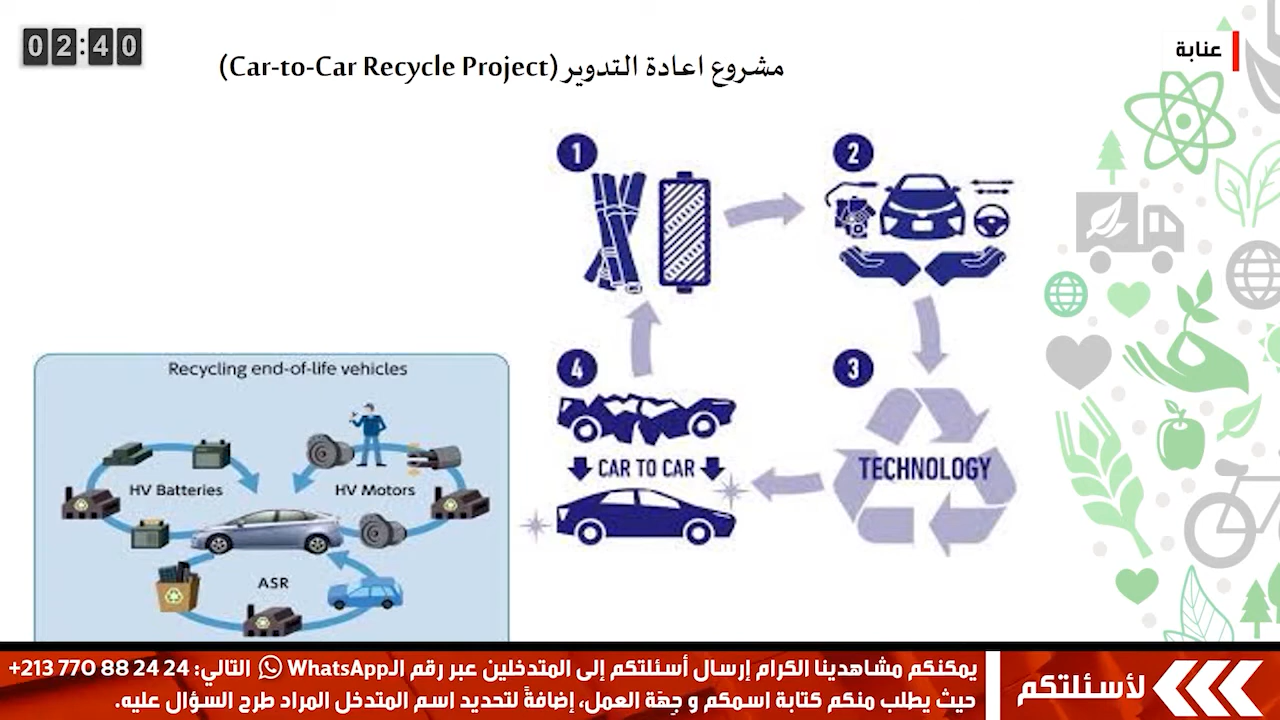 02:40
عنابة
مشروع اعادة التدوير (Car-to-Car Recycle Project)
1
2
3
TECHNOLOGY
4
CAR TO CAR
Recycling end-of-life vehicles
HV Batteries
HV Motors
ASR
لأسئلتكم
يمكنكم مشاهدينا الكرام إرسال أسئلتكم إلى المتدخلين عبر رقم الـWhatsApp التالي: 24 24 88 770 213+
حيث يطلب منكم كتابة اسمكم و جهَة العمل، إضافةً لتحديد اسم المتدخل المراد طرح السؤال عليه.